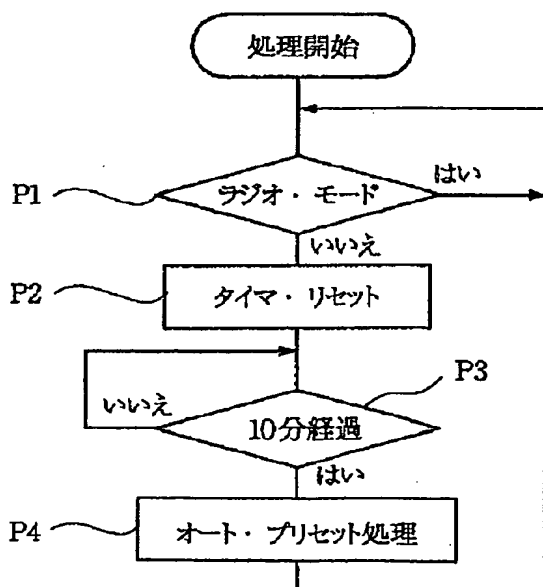 処理開始
P1
ラジオ・モード
はい
いいえ
P2
タイマ・リセット
P3
いいえ
10分経過
はい
P4
オート・プリセット処理